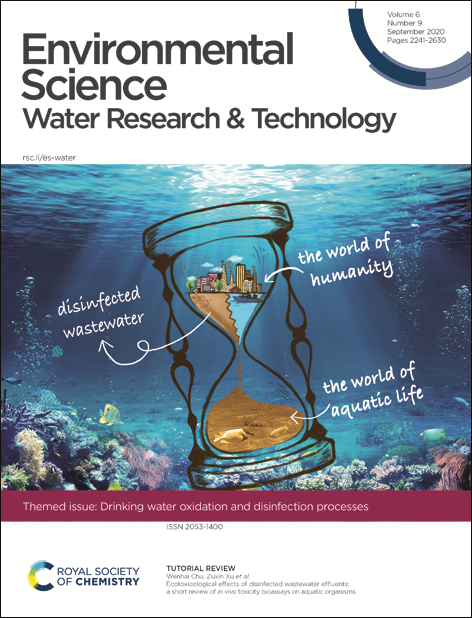 Volume 6
Number 9
September 2020
Pages 2241-2630
Environmental
Science
Water Research & Technology
rsc.li/es-water
the world of
humanity
disinfected
wastewater
the world of
aquatic life
Themed issue: Drinking water oxidation and disinfection processes
ISSN 2053-1400
ROYAL SOCIETY
OF CHEMISTRY
TUTORIAL REVIEW
Wenhai Chu, Zuxin Xu et al.
Ecotoxicological effects of disinfected wastewater effluents:
a short review of in vivo toxicity bioassays on aquatic organisms